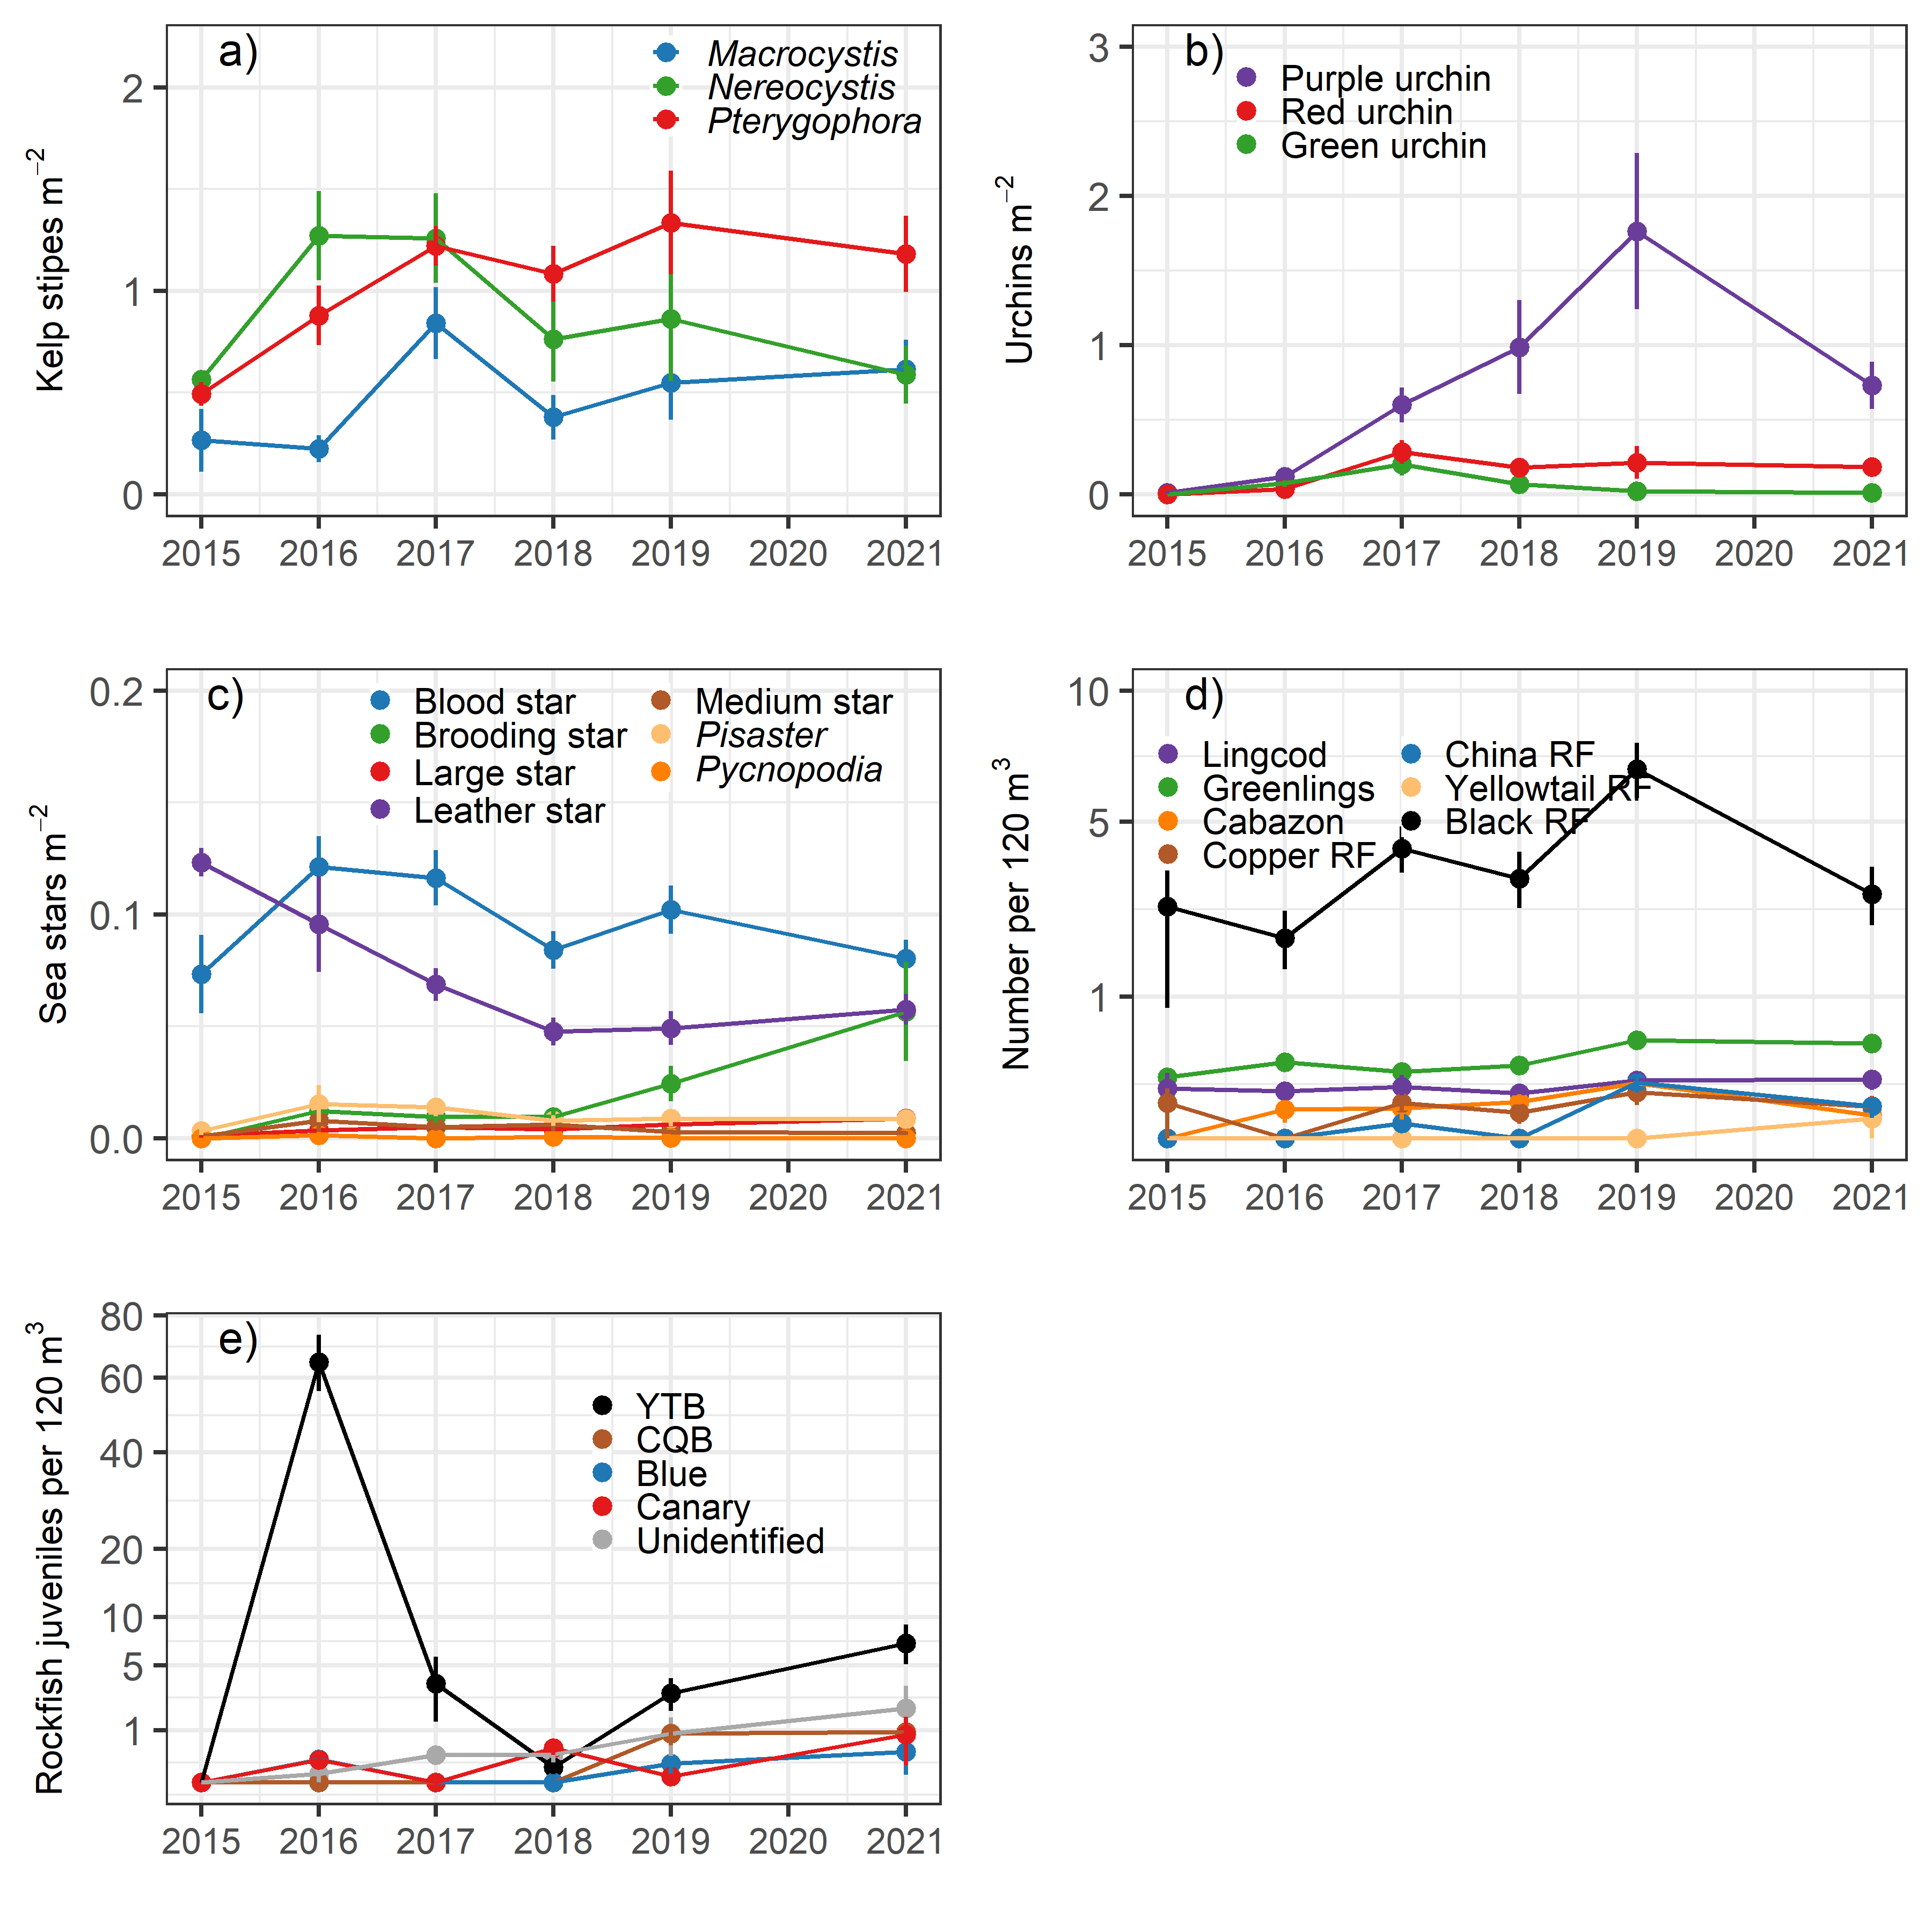 a)
Macrocystis
Nereocystis
Pterygophora
Kelp stipes m⁻²
2
1
0
2015 2016 2017 2018 2019 2020 2021
b)
Purple urchin
Red urchin
Green urchin
Urchins m⁻²
3
2
1
0
2015 2016 2017 2018 2019 2020 2021
c)
Blood star
Brooding star
Large star
Leather star
Medium star
Pisaster
Pycnopodia
Sea stars m⁻²
0.2
0.1
0.0
2015 2016 2017 2018 2019 2020 2021
d)
Lingcod
Greenlings
Cabazon
Copper RF
China RF
Yellowtail RF
Black RF
Number per 120 m³
10
5
1
2015 2016 2017 2018 2019 2020 2021
e)
YTB
CQB
Blue
Canary
Unidentified
Rockfish juveniles per 120 m³
80
60
40
20
10
5
1
2015 2016 2017 2018 2019 2020 2021